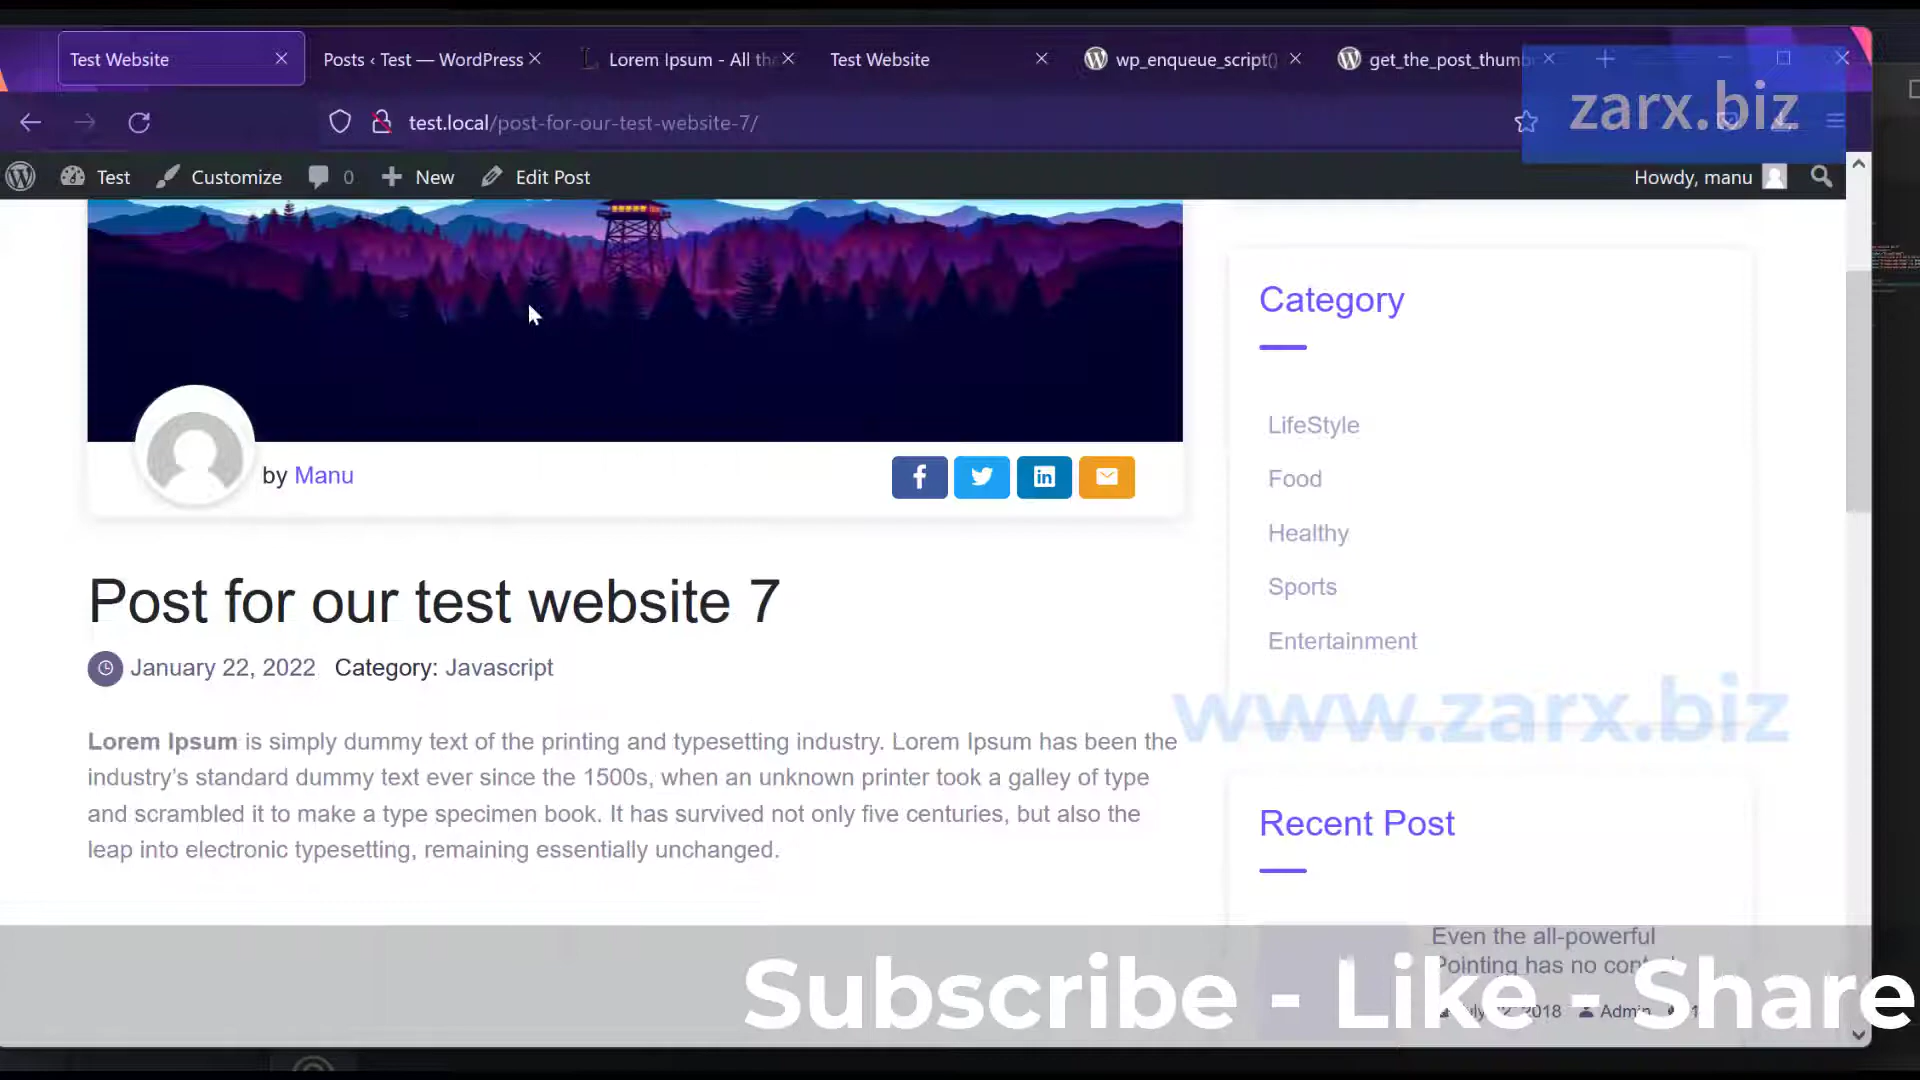 Test Website
Posts ‹ Test — WordPress
Lorem Ipsum - All th
Test Website
wp_enqueue_script()
get_the_post_thumb
zarx.biz
test.local/post-for-our-test-website-7/
Test
Customize
0
New
Edit Post
Howdy, manu
by Manu
Post for our test website 7
January 22, 2022 Category: Javascript
Lorem Ipsum is simply dummy text of the printing and typesetting industry. Lorem Ipsum has been the
industry's standard dummy text ever since the 1500s, when an unknown printer took a galley of type
and scrambled it to make a type specimen book. It has survived not only five centuries, but also the
leap into electronic typesetting, remaining essentially unchanged.
Category
LifeStyle
Food
Healthy
Sports
Entertainment
www.zarx.biz
Recent Post
Even the all-powerful
Pointing has no
2018 Admin
Subscribe - Like - Share